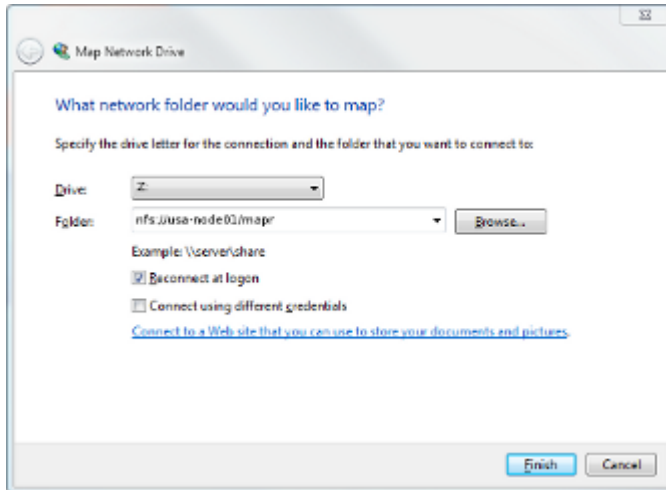 Map Network Drive
What network folder would you like to map?
Specify the drive letter for the connection and the folder that you want to connect to:
Drive: Z:
Folder: nfs://usa-node01/mapr Browse...
Example: \\server\share
Reconnect at logon
Connect using different credentials
Connect to a Web site that you can use to store your documents and pictures.
Finish Cancel